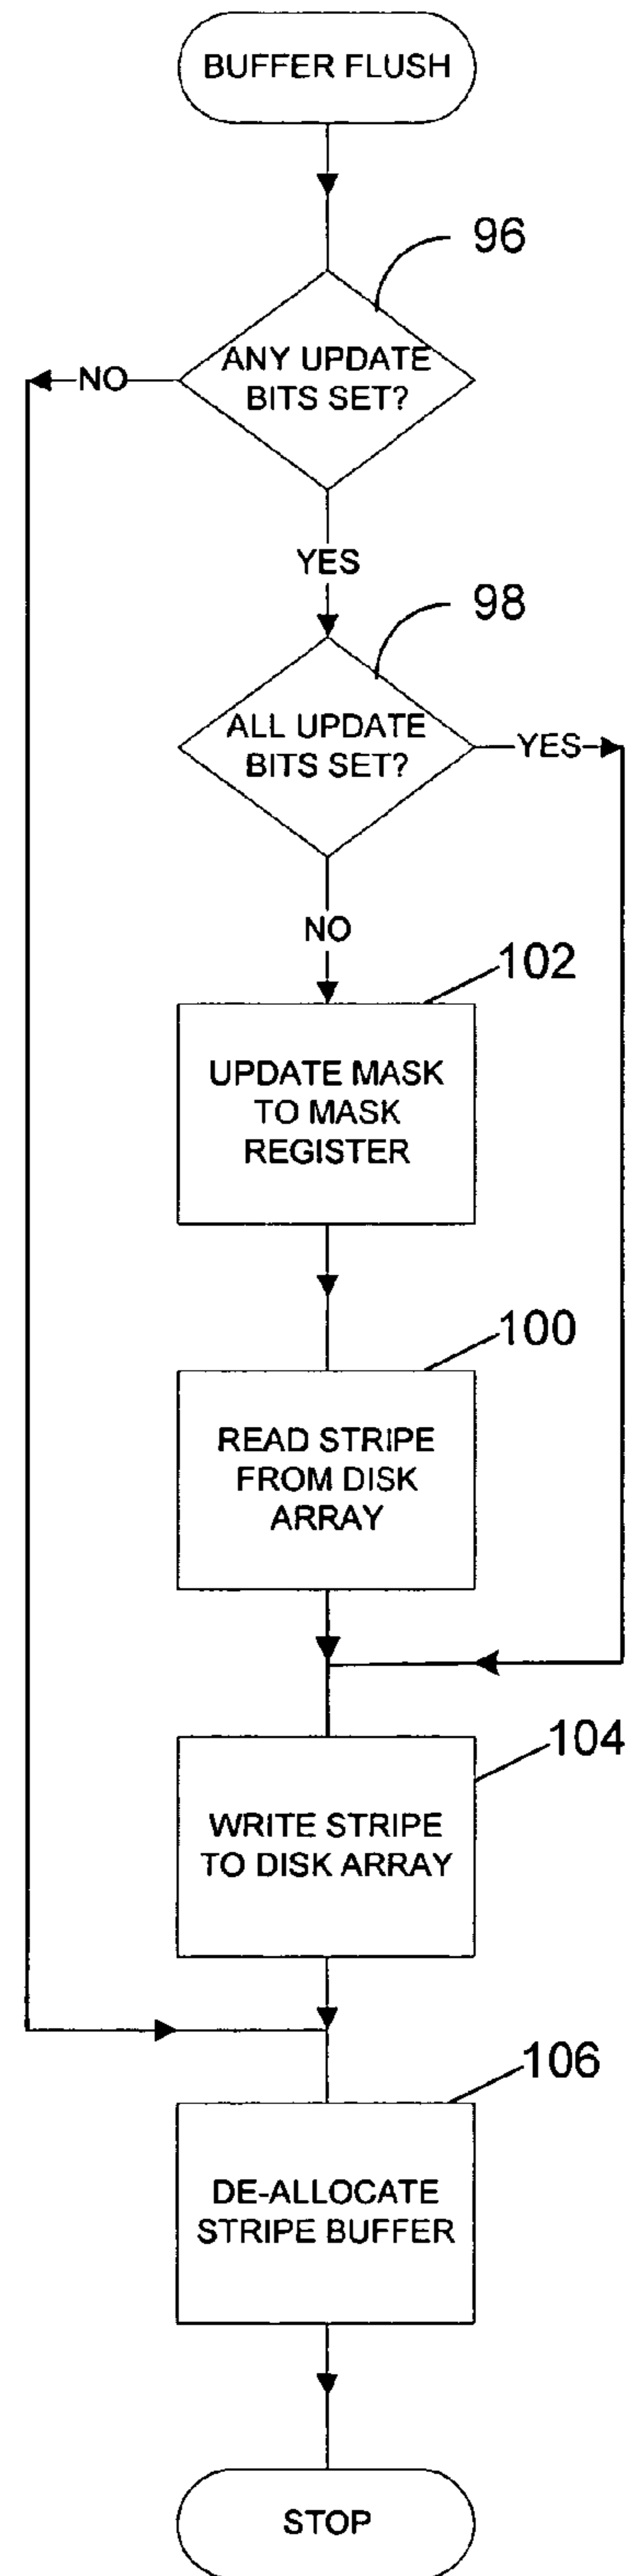 BUFFER FLUSH
96
ANY UPDATE
BITS SET?
NO
YES
98
ALL UPDATE
BITS SET?
YES
NO
102
UPDATE MASK
TO MASK
REGISTER
100
READ STRIPE
FROM DISK
ARRAY
104
WRITE STRIPE
TO DISK ARRAY
106
DE-ALLOCATE
STRIPE BUFFER
STOP